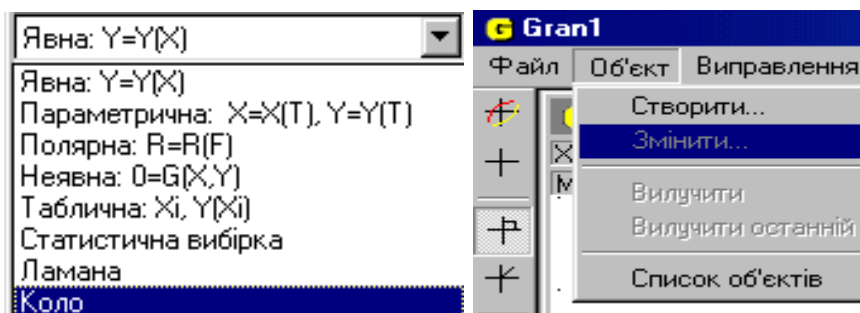 Явна: Y=Y(X)
Явна: Y=Y(X)
Параметрична: X=X(T), Y=Y(T)
Полярна: R=R(F)
Неявна: 0=G(X,Y)
Таблична: Xi, Y(Xi)
Статистична вибірка
Ламана
Коло
Gran1
Файл Об'єкт Виправлення
Створити...
Змінити...
Вилучити
Вилучити останній
Список об'єктів